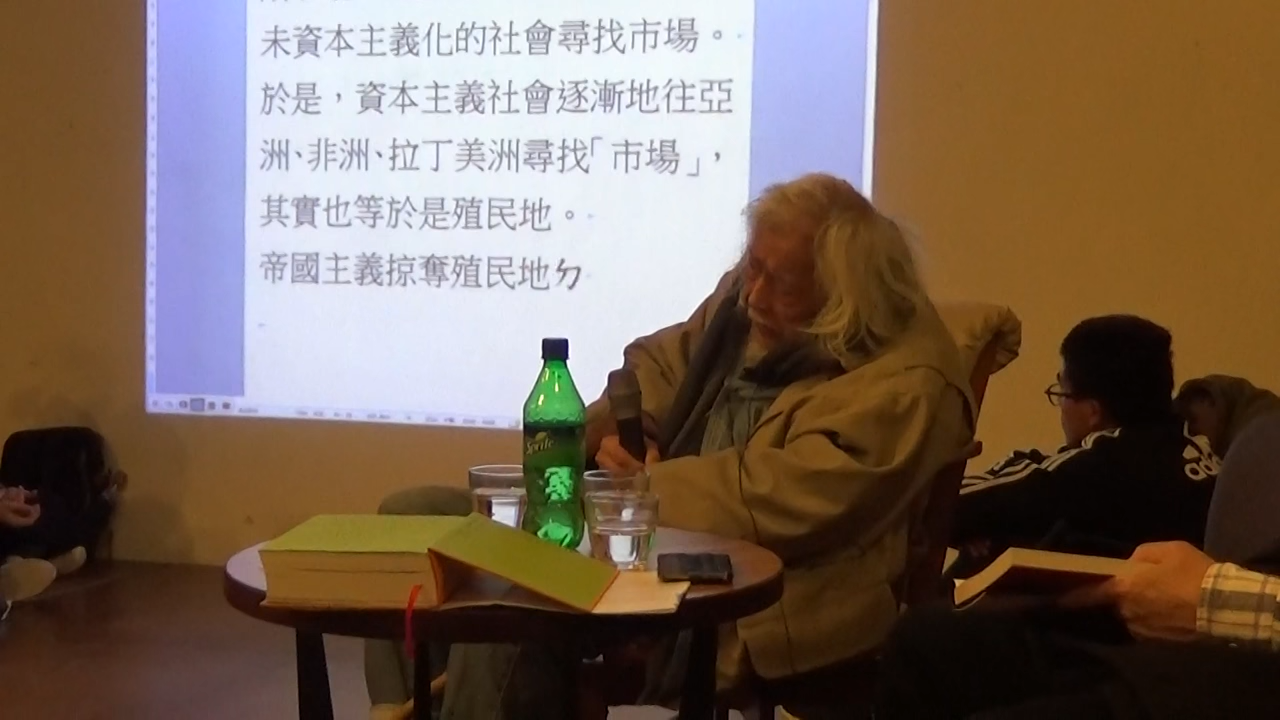 未資本主義化的社會尋找市場。
於是，資本主義社會逐漸地往亞
洲、非洲、拉丁美洲尋找「市場」，
其實也等於是殖民地。
帝國主義掠奪殖民地ㄉ
Sprite
adidas